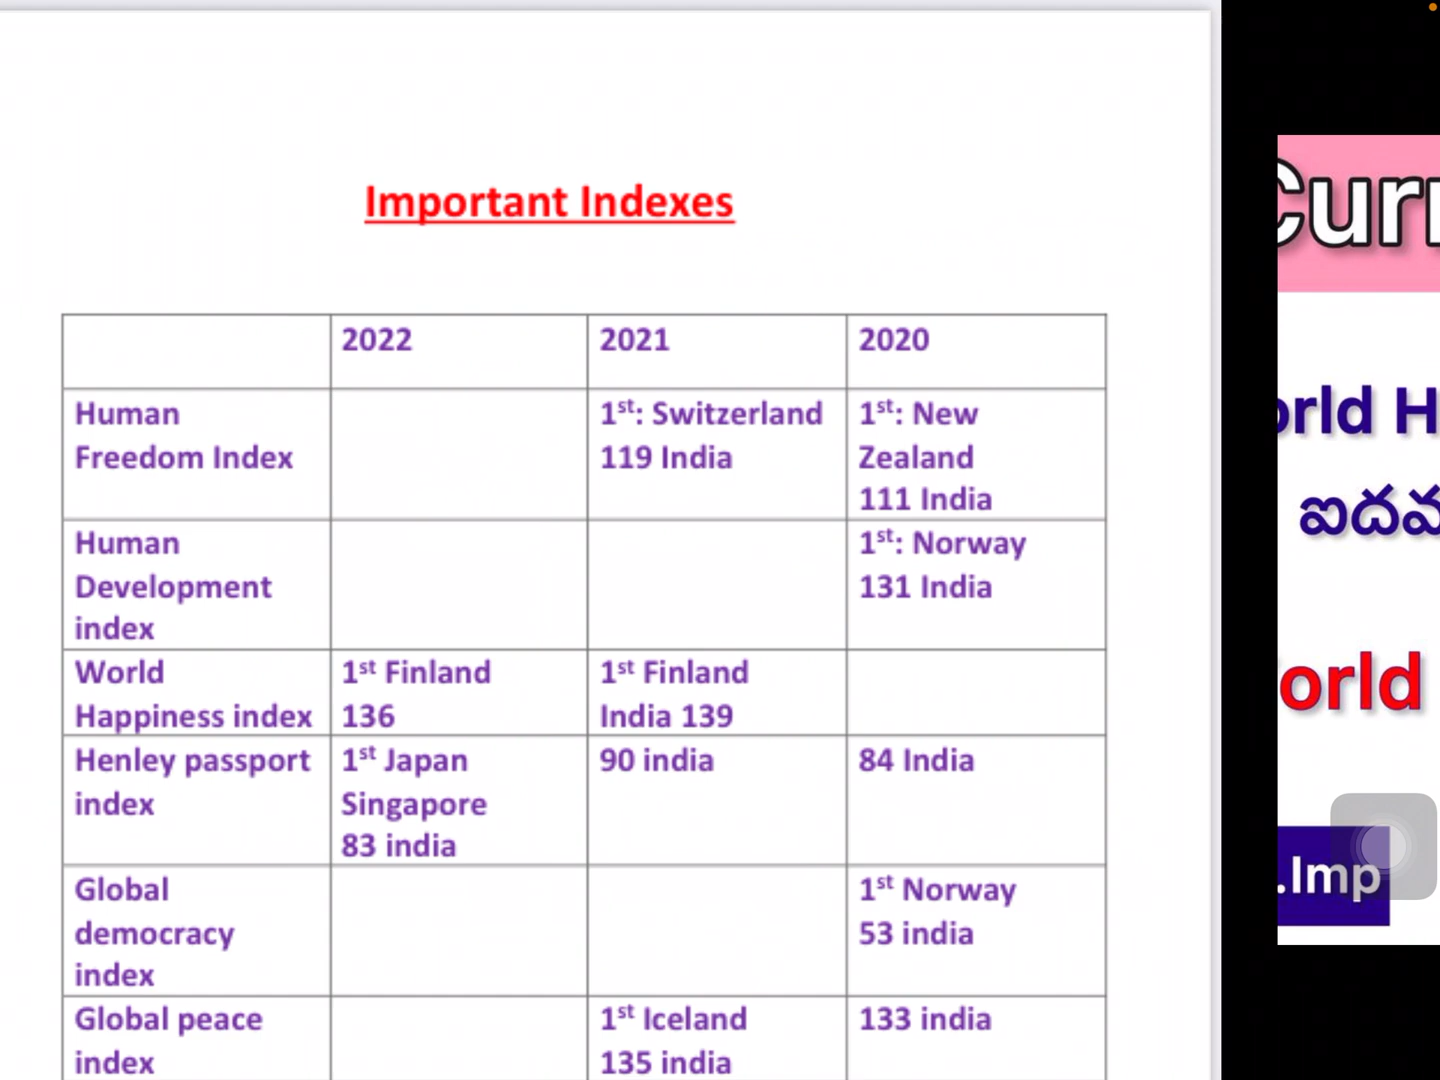 Important Indexes
2022 2021 2020
Human Freedom Index
1st: Switzerland
119 India
1st: New Zealand
111 India
Human Development index
1st: Norway
131 India
World Happiness index
1st Finland
136
1st Finland
India 139
Henley passport index
1st Japan
Singapore
83 india
90 india
84 India
Global democracy index
1st Norway
53 india
Global peace index
1st Iceland
135 india
133 india
Curr
orld H
ఐదవ
orld
.Imp